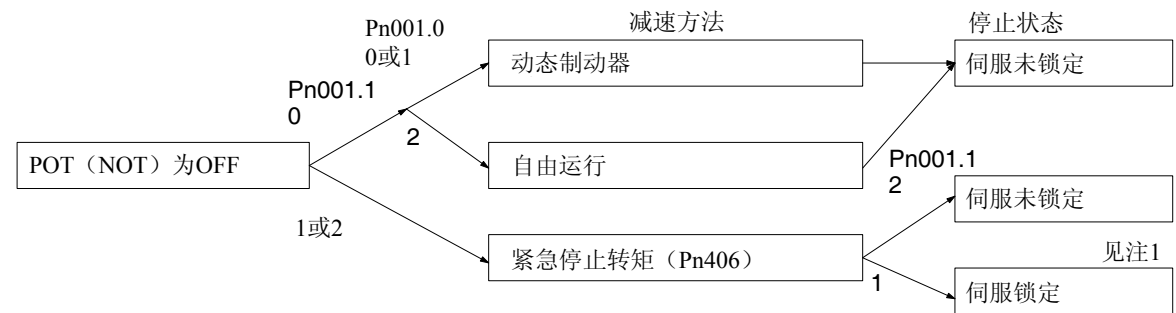 减速方法
停止状态
Pn001.0
0或1
动态制动器
伺服未锁定
Pn001.1
0
2
POT（NOT）为OFF
自由运行
Pn001.1
2
伺服未锁定
1或2
紧急停止转矩（Pn406）
见注1
1
伺服锁定